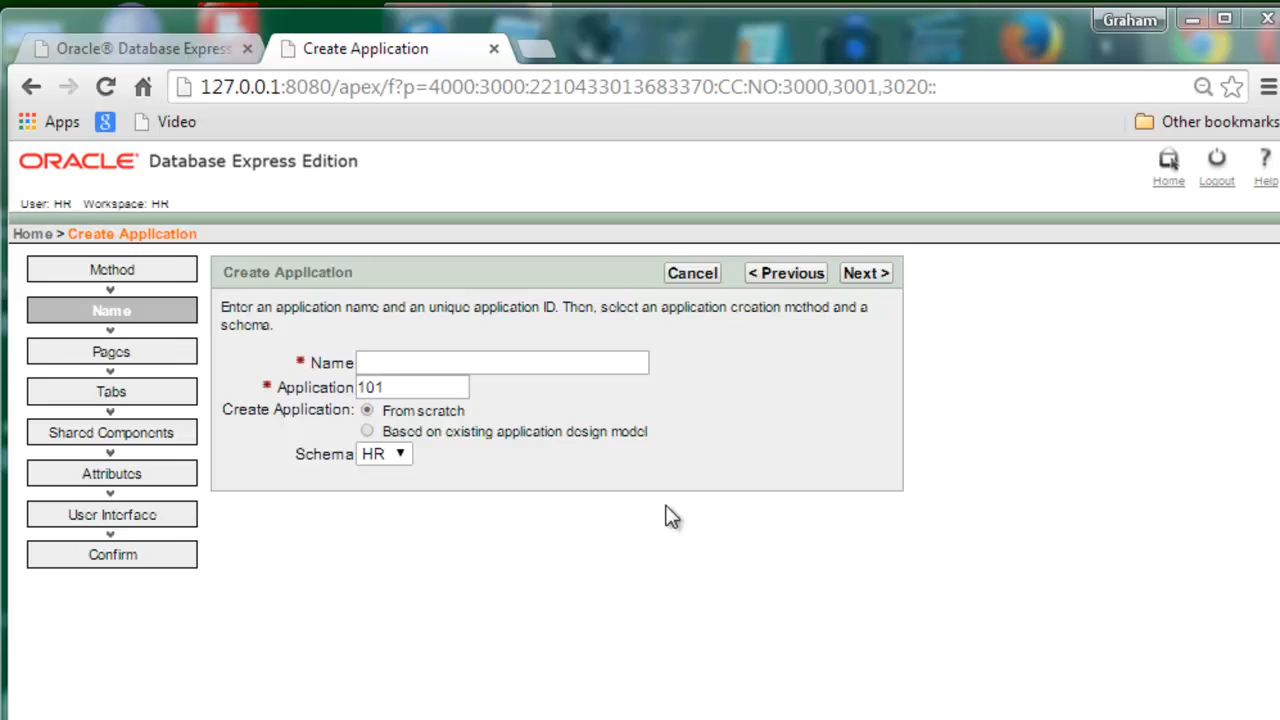 Graham
Oracle® Database Express
Create Application
127.0.0.1:8080/apex/f?p=4000:3000:2210433013683370:CC:NO:3000,3001,3020::
Apps
Video
Other bookmarks
ORACLE® Database Express Edition
Home
Logout
Help
User: HR Workspace: HR
Home > Create Application
Method
Name
Pages
Tabs
Shared Components
Attributes
User Interface
Confirm
Create Application
Cancel
< Previous
Next >
Enter an application name and an unique application ID. Then, select an application creation method and a
schema.
* Name
* Application 101
Create Application: From scratch
Based on existing application design model
Schema HR